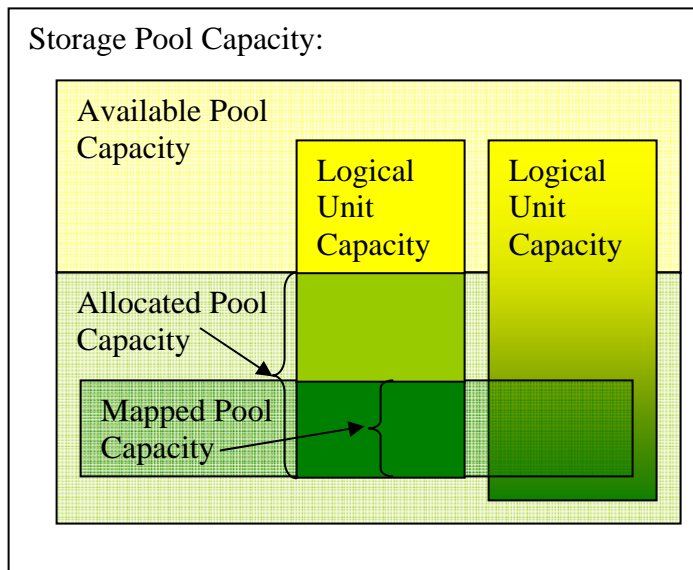 Storage Pool Capacity:
Available Pool
Capacity
Logical
Unit
Capacity
Logical
Unit
Capacity
Allocated Pool
Capacity
Mapped Pool
Capacity